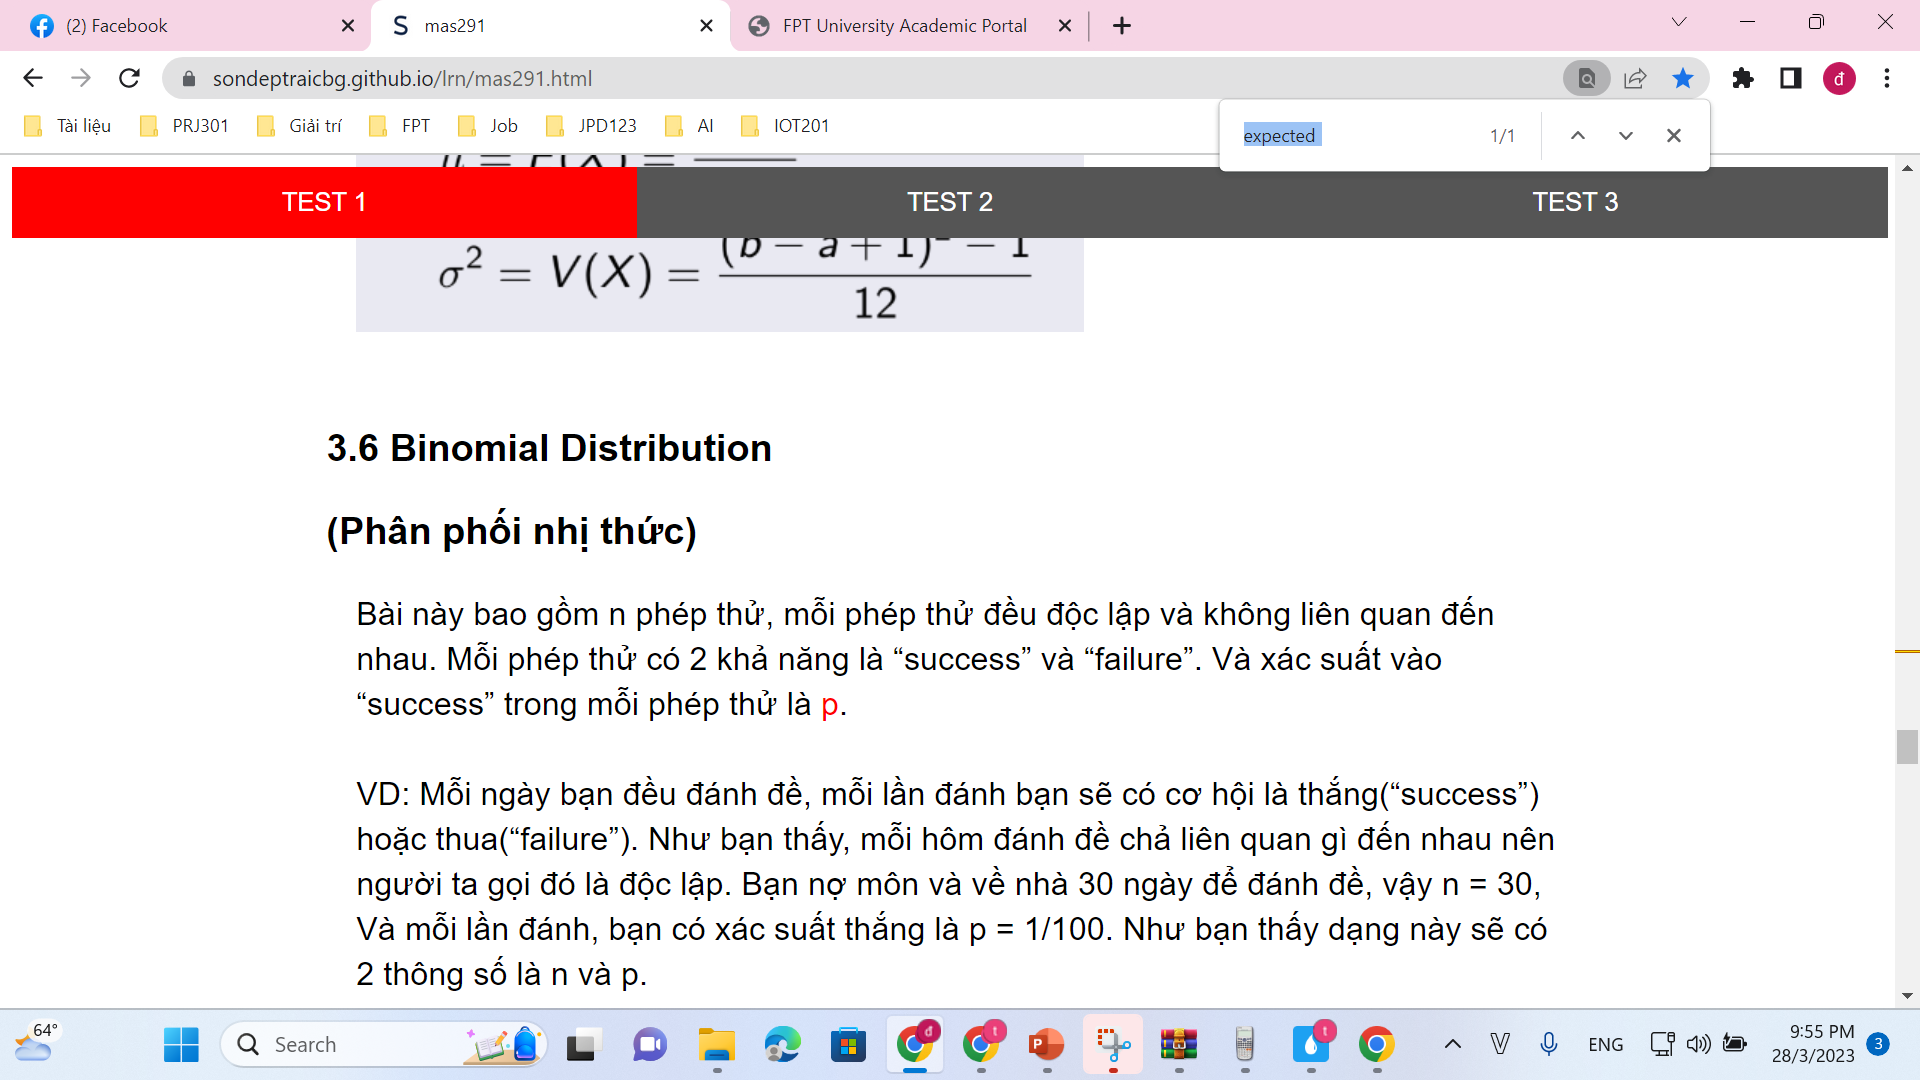 (2) Facebook
mas291
FPT University Academic Portal
sondeptraicbg.github.io/lrn/mas291.html
Tài liệu
PRJ301
Giải trí
FPT
Job
JPD123
AI
IOT201
expected
1/1
TEST 1
TEST 2
TEST 3
σ² = V(X) = ((b − a + 1)² − 1) / 12
3.6 Binomial Distribution
(Phân phối nhị thức)
Bài này bao gồm n phép thử, mỗi phép thử đều độc lập và không liên quan đến
nhau. Mỗi phép thử có 2 khả năng là “success” và “failure”. Và xác suất vào
“success” trong mỗi phép thử là p.
VD: Mỗi ngày bạn đều đánh đề, mỗi lần đánh bạn sẽ có cơ hội là thắng(“success”)
hoặc thua(“failure”). Như bạn thấy, mỗi hôm đánh đề chả liên quan gì đến nhau nên
người ta gọi đó là độc lập. Bạn nợ môn và về nhà 30 ngày để đánh đề, vậy n = 30,
Và mỗi lần đánh, bạn có xác suất thắng là p = 1/100. Như bạn thấy dạng này sẽ có
2 thông số là n và p.
64°
Search
ENG
9:55 PM
28/3/2023
3